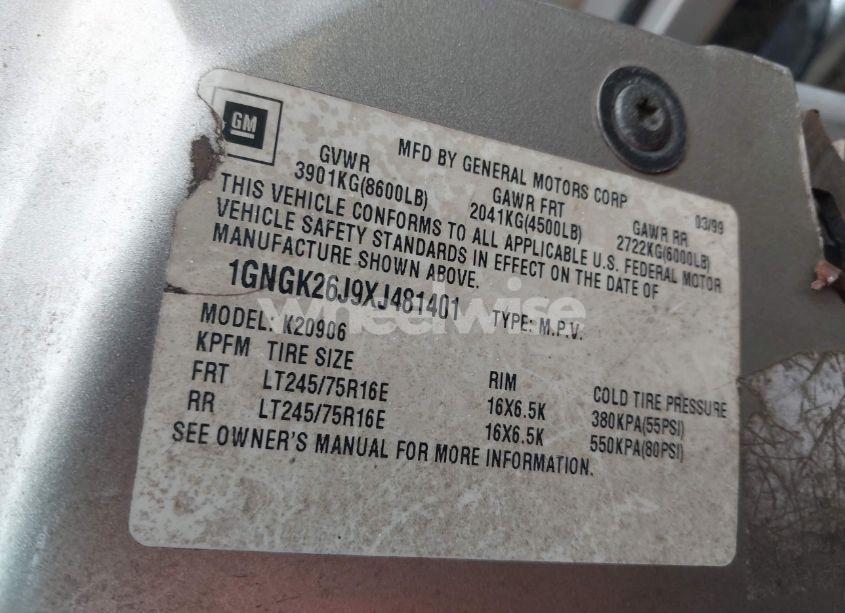 GM
MFD BY GENERAL MOTORS CORP 03/99
GVWR GAWR FRT GAWR RR
3901KG(8600LB) 2041KG(4500LB) 2722KG(6000LB)
THIS VEHICLE CONFORMS TO ALL APPLICABLE U.S. FEDERAL MOTOR
VEHICLE SAFETY STANDARDS IN EFFECT ON THE DATE OF
MANUFACTURE SHOWN ABOVE.
1GNGK26J9XJ481401 TYPE: M.P.V.
wheelwise
MODEL: K20906
KPFM TIRE SIZE RIM COLD TIRE PRESSURE
FRT LT245/75R16E 16X6.5K 380KPA(55PSI)
RR LT245/75R16E 16X6.5K 550KPA(80PSI)
SEE OWNER'S MANUAL FOR MORE INFORMATION.